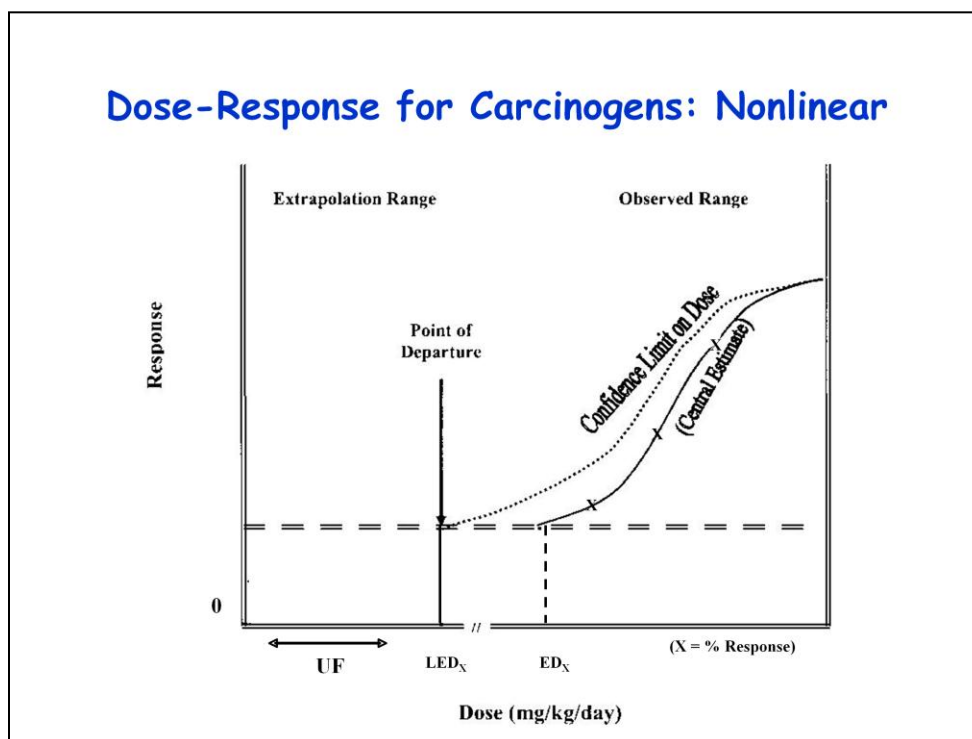 Dose-Response for Carcinogens: Nonlinear
Extrapolation Range
Observed Range
Response
Point of
Departure
Confidence Limit on Dose
(Central Estimate)
X
X
X
0
//
UF
LEDX
EDX
(X = % Response)
Dose (mg/kg/day)